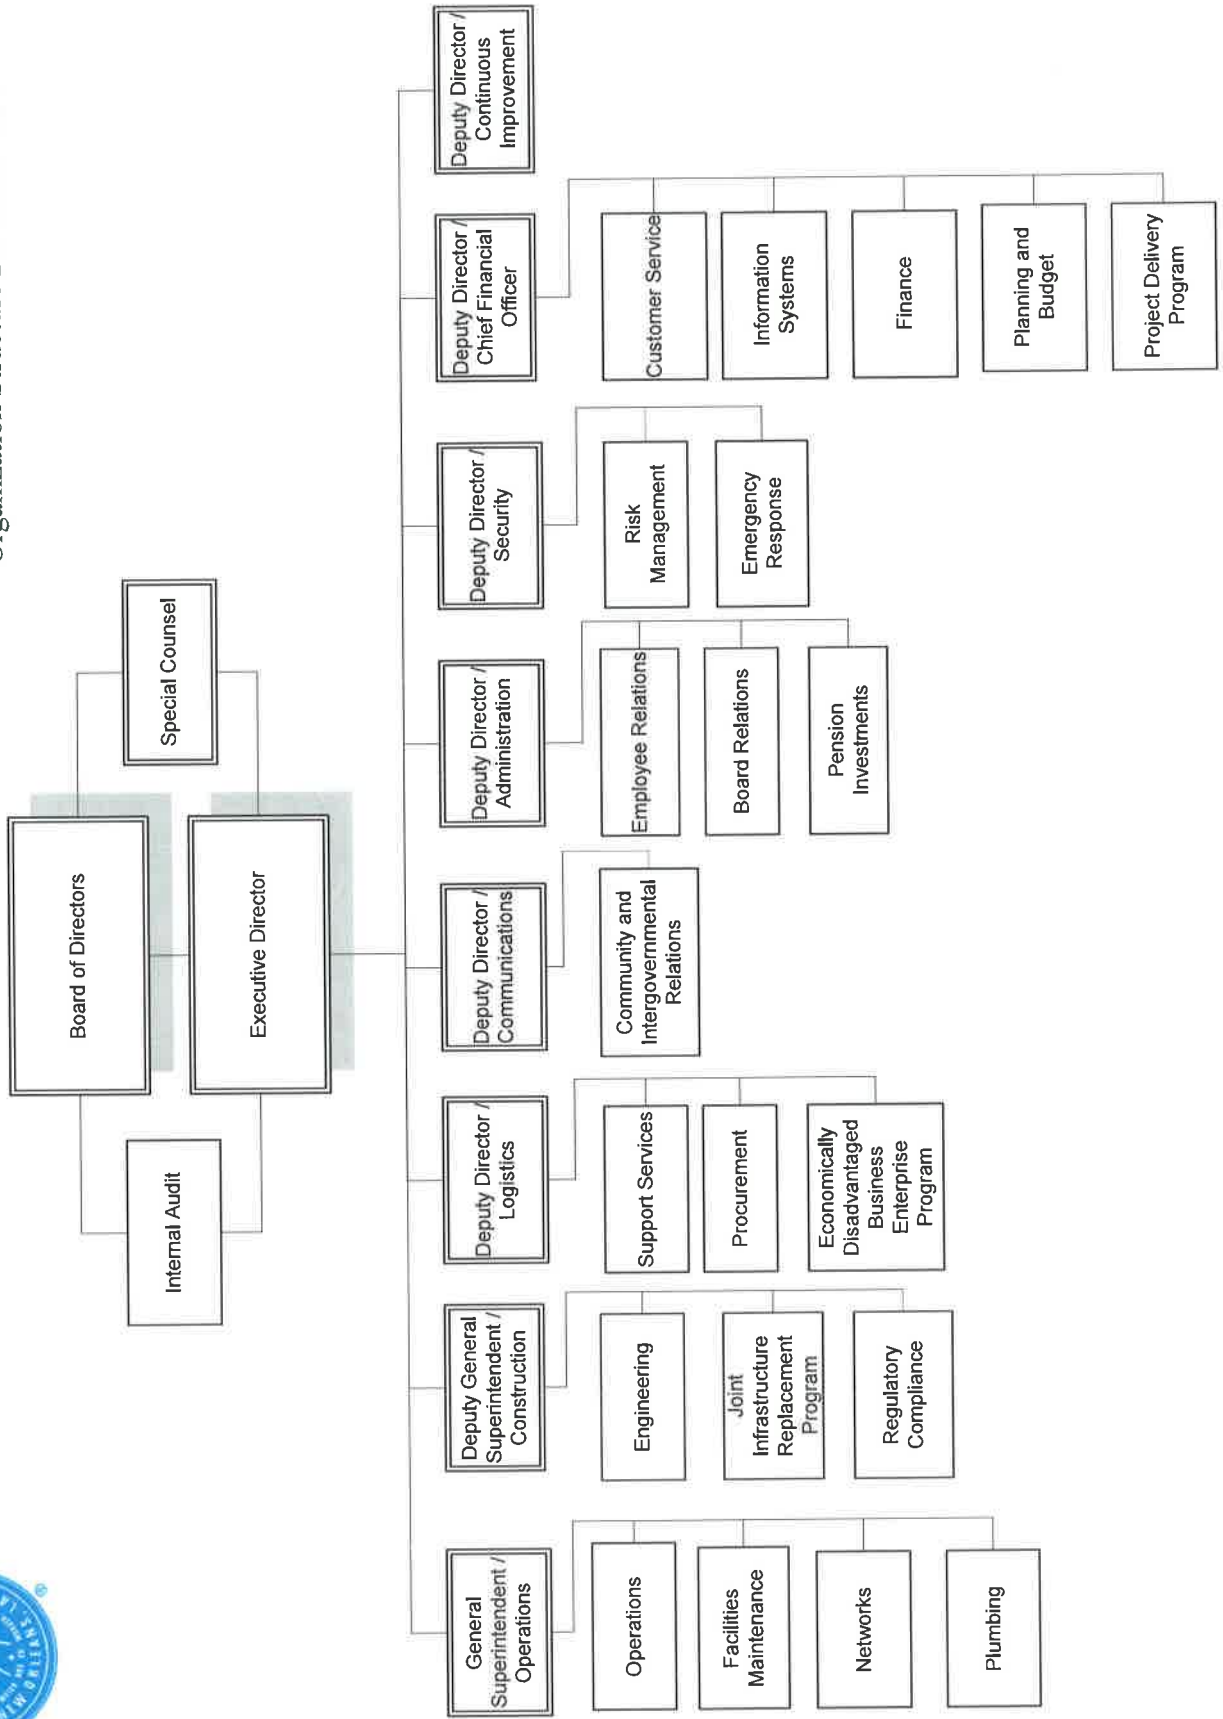 Board of Directors
Executive Director
Internal Audit
Special Counsel
General
Superintendent /
Operations
Operations
Facilities
Maintenance
Networks
Plumbing
Deputy General
Superintendent /
Construction
Engineering
Joint
Infrastructure
Replacement
Program
Regulatory
Compliance
Deputy Director /
Logistics
Support Services
Procurement
Economically
Disadvantaged
Business
Enterprise
Program
Deputy Director /
Communications
Community and
Intergovernmental
Relations
Deputy Director /
Administration
Employee Relations
Board Relations
Pension
Investments
Deputy Director /
Security
Risk
Management
Emergency
Response
Deputy Director /
Chief Financial
Officer
Customer Service
Information
Systems
Finance
Planning and
Budget
Project Delivery
Program
Deputy Director /
Continuous
Improvement